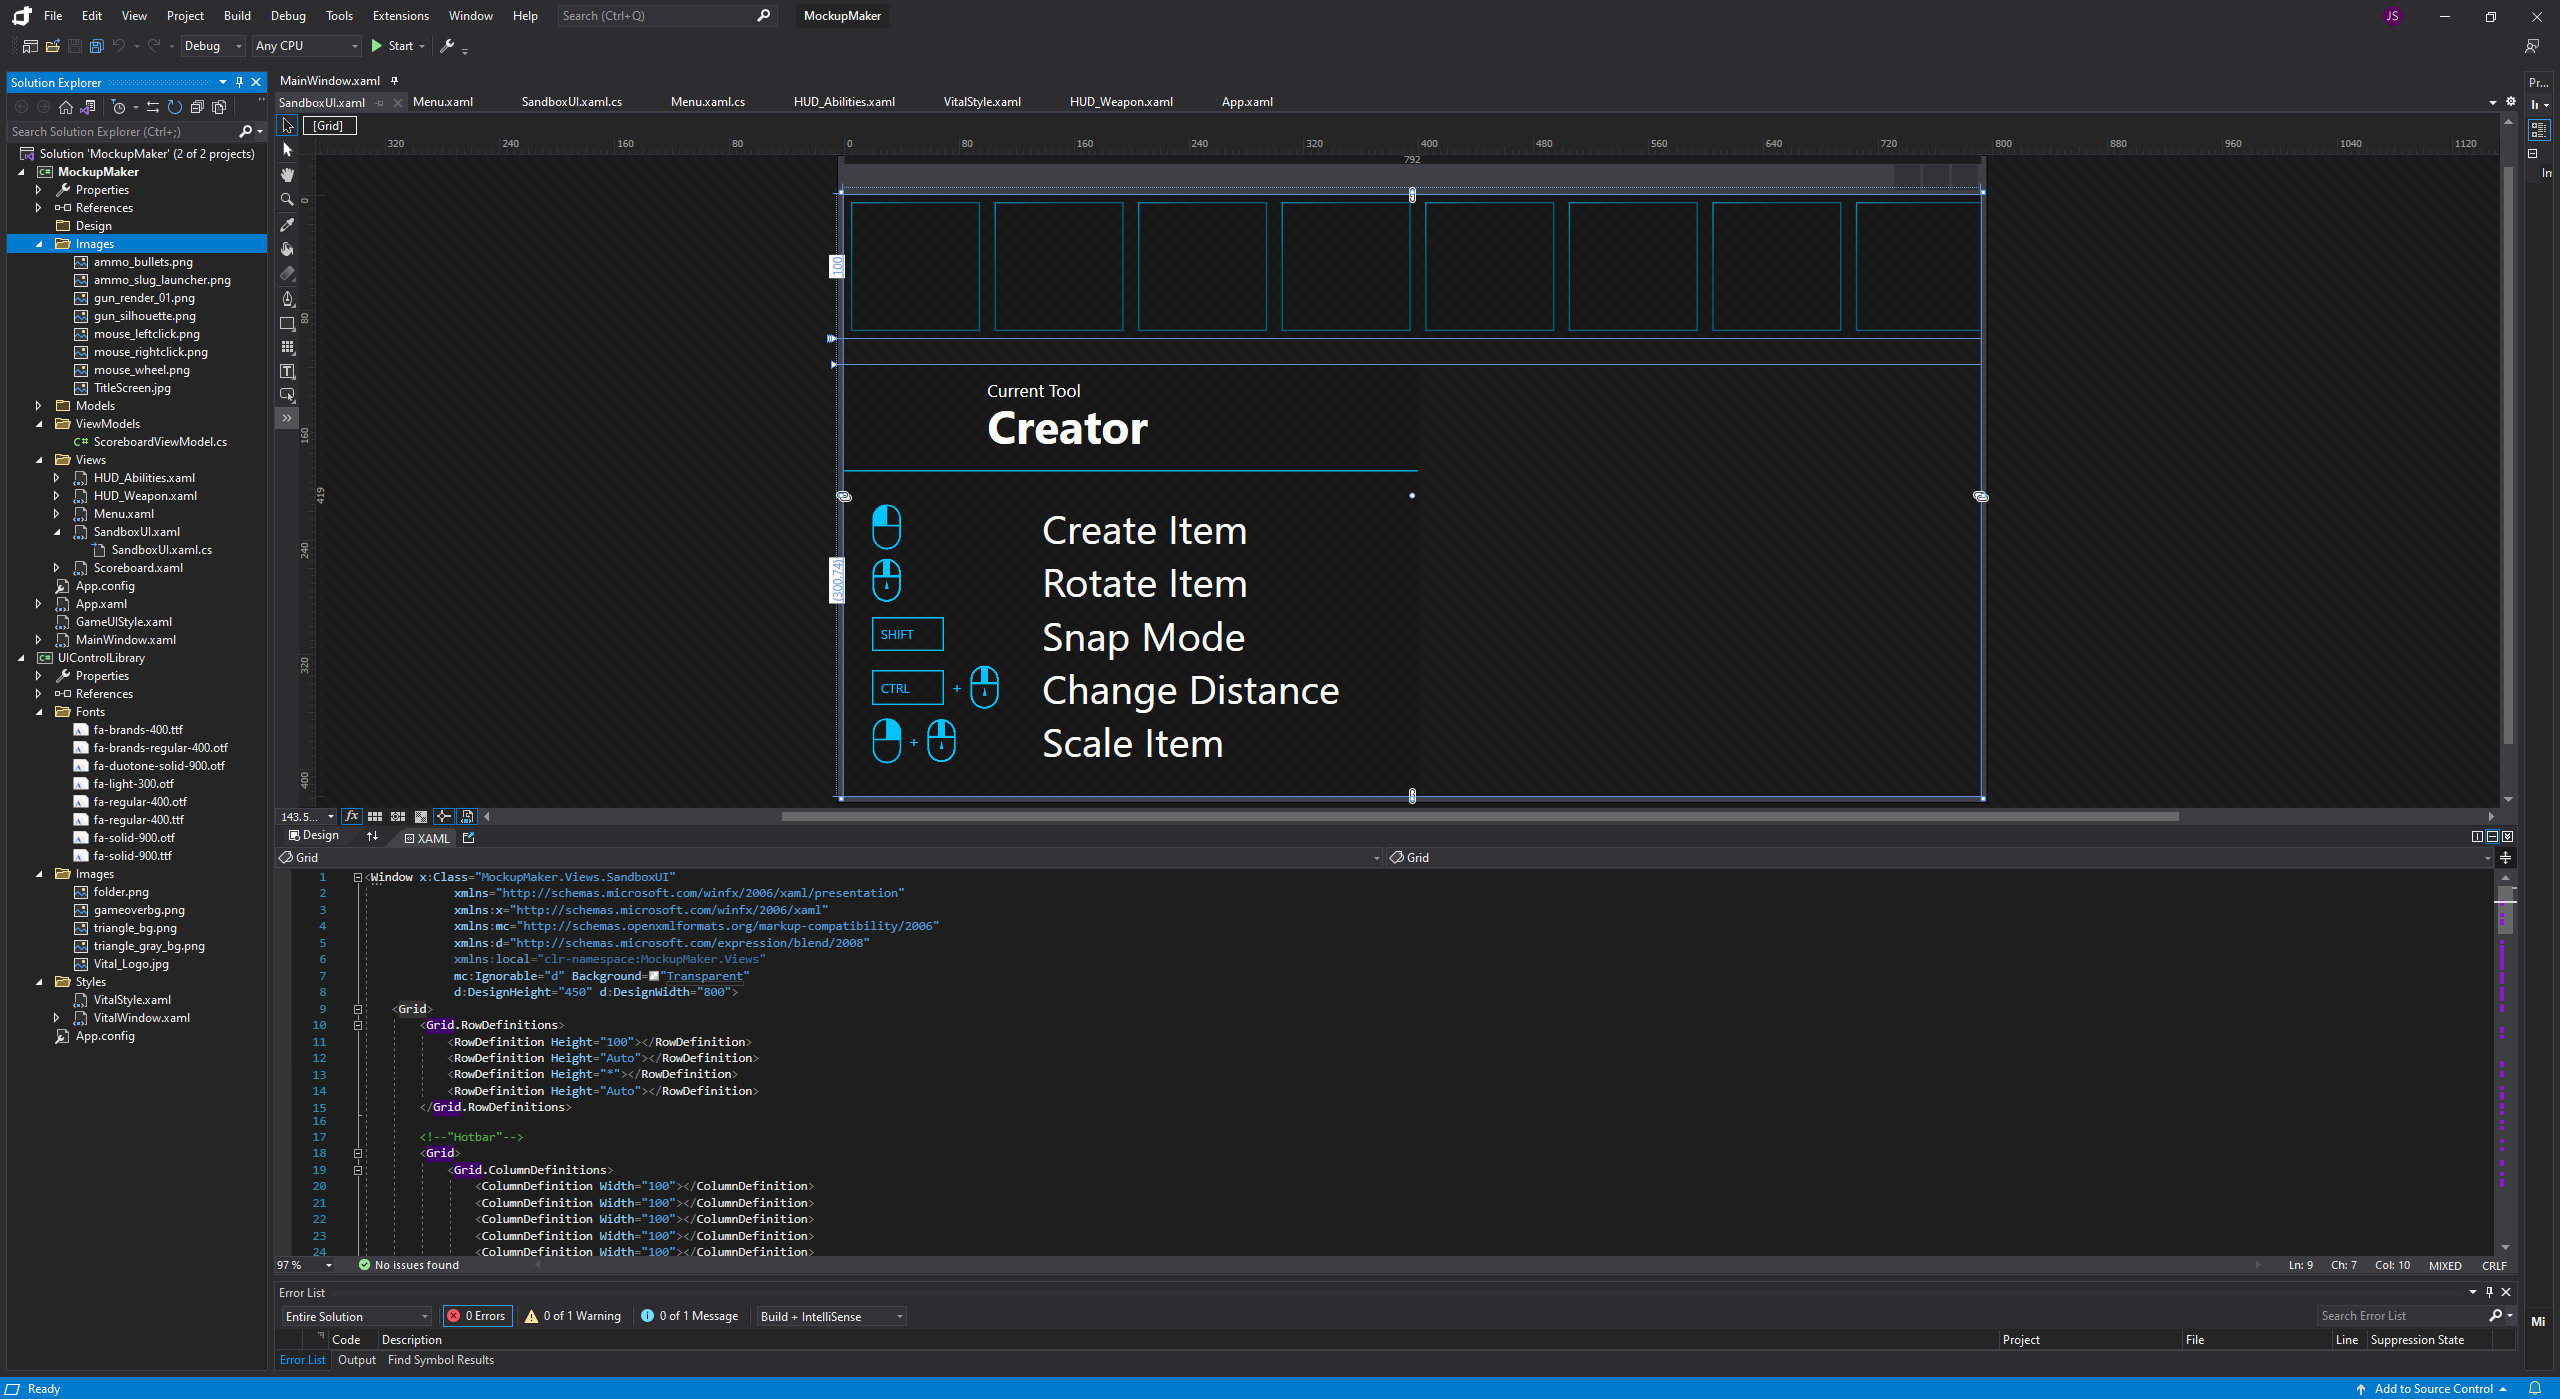 File Edit View Project Build Debug Tools Extensions Window Help Search (Ctrl+Q) MockupMaker JS
Debug Any CPU Start
Solution Explorer
Search Solution Explorer (Ctrl+;)
Solution 'MockupMaker' (2 of 2 projects)
MockupMaker
Properties
References
Design
Images
ammo_bullets.png
ammo_slug_launcher.png
gun_render_01.png
gun_silhouette.png
mouse_leftclick.png
mouse_rightclick.png
mouse_wheel.png
TitleScreen.jpg
Models
ViewModels
C# ScoreboardViewModel.cs
Views
HUD_Abilities.xaml
HUD_Weapon.xaml
Menu.xaml
SandboxUI.xaml
SandboxUI.xaml.cs
Scoreboard.xaml
App.config
App.xaml
GameUIStyle.xaml
MainWindow.xaml
UIControlLibrary
Properties
References
Fonts
fa-brands-400.ttf
fa-brands-regular-400.otf
fa-duotone-solid-900.otf
fa-light-300.otf
fa-regular-400.otf
fa-regular-400.ttf
fa-solid-900.otf
fa-solid-900.ttf
Images
folder.png
gameoverbg.png
triangle_bg.png
triangle_gray_bg.png
Vital_Logo.jpg
Styles
VitalStyle.xaml
VitalWindow.xaml
App.config
MainWindow.xaml
SandboxUI.xaml Menu.xaml SandboxUI.xaml.cs Menu.xaml.cs HUD_Abilities.xaml VitalStyle.xaml HUD_Weapon.xaml App.xaml
[Grid]
320 240 160 80 0 80 160 240 320 400 480 560 640 720 800 880 960 1040 1120
792
0
80
160
240
320
400
419
100
(300.74)
Current Tool
Creator
Create Item
Rotate Item
SHIFT Snap Mode
CTRL + Change Distance
+ Scale Item
143.5...
Design XAML
Grid Grid
1 <Window x:Class="MockupMaker.Views.SandboxUI"
2 xmlns="http://schemas.microsoft.com/winfx/2006/xaml/presentation"
3 xmlns:x="http://schemas.microsoft.com/winfx/2006/xaml"
4 xmlns:mc="http://schemas.openxmlformats.org/markup-compatibility/2006"
5 xmlns:d="http://schemas.microsoft.com/expression/blend/2008"
6 xmlns:local="clr-namespace:MockupMaker.Views"
7 mc:Ignorable="d" Background="Transparent"
8 d:DesignHeight="450" d:DesignWidth="800">
9 <Grid>
10 <Grid.RowDefinitions>
11 <RowDefinition Height="100"></RowDefinition>
12 <RowDefinition Height="Auto"></RowDefinition>
13 <RowDefinition Height="*"></RowDefinition>
14 <RowDefinition Height="Auto"></RowDefinition>
15 </Grid.RowDefinitions>
16
17 <!--"Hotbar"-->
18 <Grid>
19 <Grid.ColumnDefinitions>
20 <ColumnDefinition Width="100"></ColumnDefinition>
21 <ColumnDefinition Width="100"></ColumnDefinition>
22 <ColumnDefinition Width="100"></ColumnDefinition>
23 <ColumnDefinition Width="100"></ColumnDefinition>
24 <ColumnDefinition Width="100"></ColumnDefinition>
97 % No issues found Ln: 9 Ch: 7 Col: 10 MIXED CRLF
Error List
Entire Solution 0 Errors 0 of 1 Warning 0 of 1 Message Build + IntelliSense Search Error List
Code Description Project File Line Suppression State
Error List Output Find Symbol Results
Ready Add to Source Control
Pr...
Mi